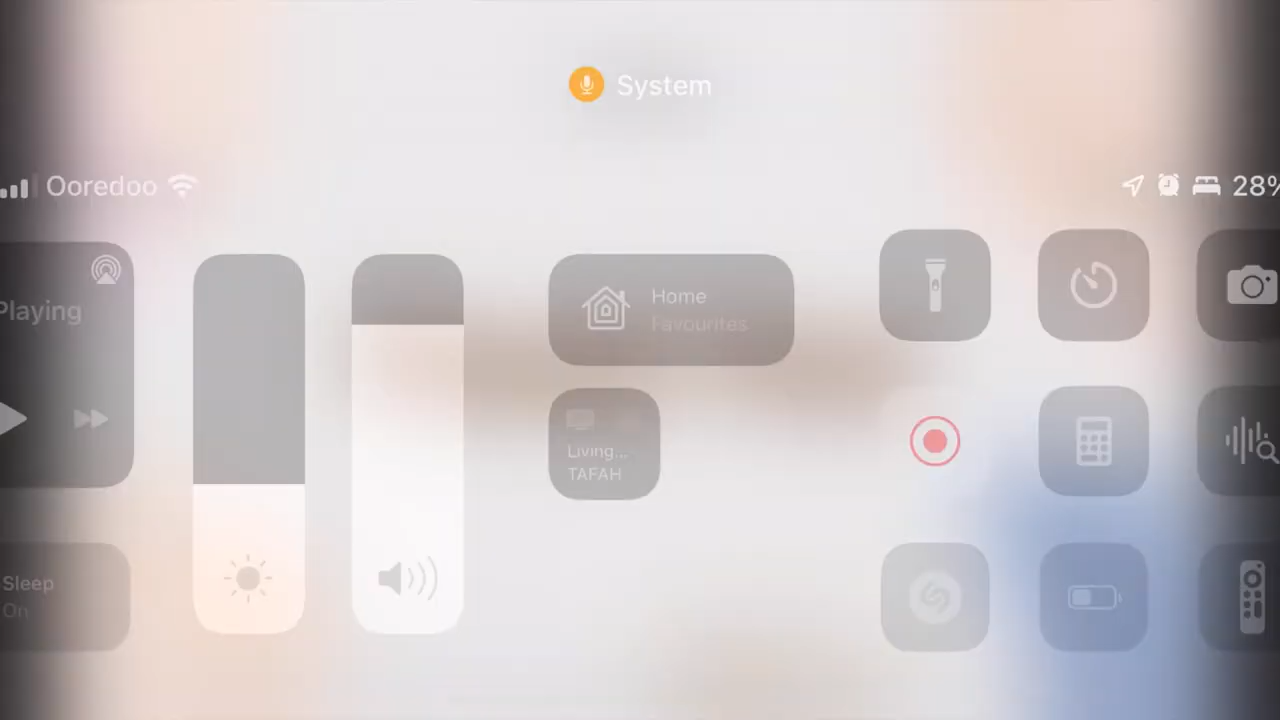 System
Ooredoo
28%
Playing
Home
Favourites
Living...
TAFAH
Sleep
On